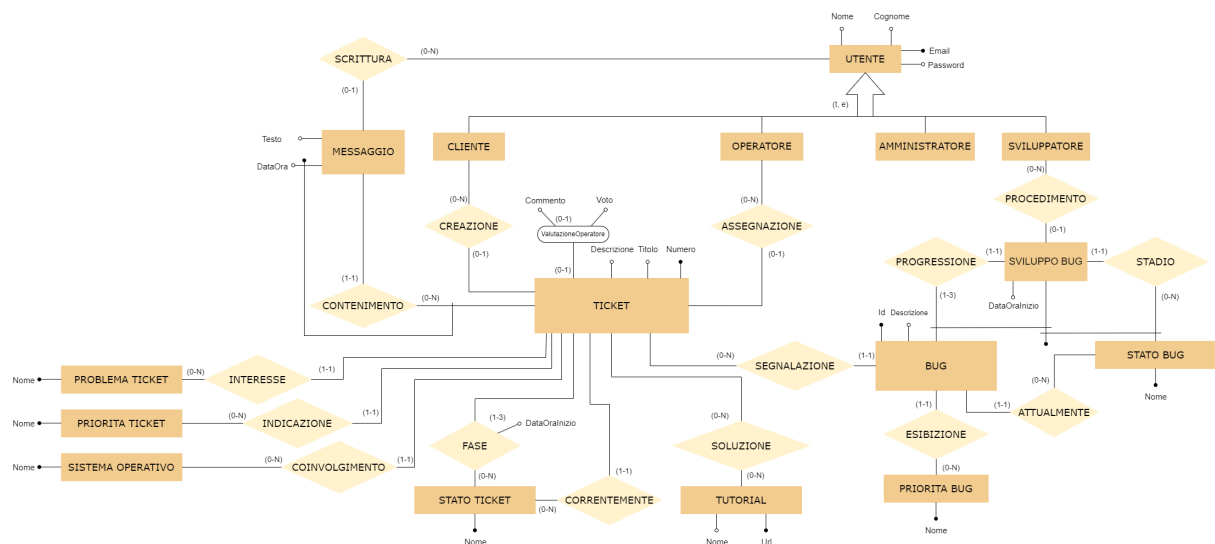 Nome
Cognome
(0-N)
SCRITTURA
UTENTE
Email
Password
(0-1)
(t, e)
Testo
MESSAGGIO
DataOra
CLIENTE
OPERATORE
AMMINISTRATORE
SVILUPPATORE
(0-N)
(0-N)
(0-N)
PROCEDIMENTO
Commento
Voto
(0-1)
CREAZIONE
ValutazioneOperatore
ASSEGNAZIONE
(0-1)
(0-1)
(0-1)
Descrizione
Titolo
Numero
(0-1)
PROGRESSIONE
(1-1)
SVILUPPO BUG
(1-1)
STADIO
(1-1)
(0-N)
CONTENIMENTO
TICKET
DataOraInizio
(1-3)
(0-N)
Id
Descrizione
(0-N)
SEGNALAZIONE
(1-1)
BUG
STATO BUG
Nome
PROBLEMA TICKET
(0-N)
INTERESSE
(1-1)
(0-N)
Nome
Nome
PRIORITA TICKET
(0-N)
INDICAZIONE
(1-1)
(1-1)
(1-1)
ATTUALMENTE
(1-3)
DataOraInizio
(0-N)
ESIBIZIONE
Nome
SISTEMA OPERATIVO
(0-N)
COINVOLGIMENTO
(1-1)
FASE
SOLUZIONE
(1-1)
(0-N)
(0-N)
(0-N)
STATO TICKET
(0-N)
CORRENTEMENTE
TUTORIAL
PRIORITA BUG
Nome
Nome
Url
Nome